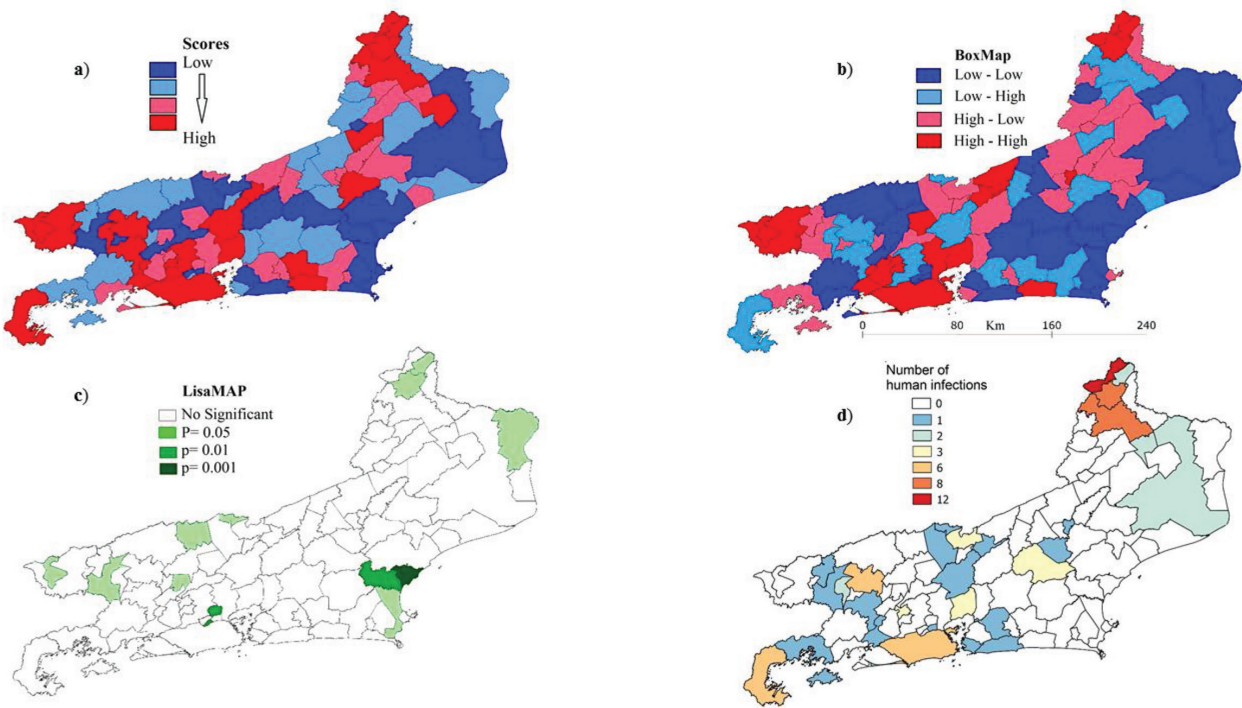 a)
Scores
Low
High
b)
BoxMap
Low - Low
Low - High
High - Low
High - High
0 80 Km 160 240
c)
LisaMAP
No Significant
P= 0.05
p= 0.01
p= 0.001
d)
Number of
human infections
0
1
2
3
6
8
12